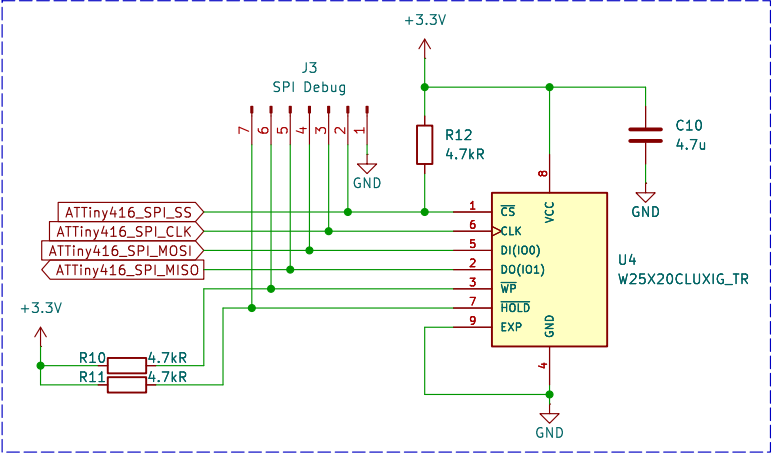 +3.3V
J3
SPI Debug
7 6 5 4 3 2 1
GND
R12
4.7kR
C10
4.7u
GND
8
VCC
ATTiny416_SPI_SS
1
CS
ATTiny416_SPI_CLK
6
CLK
ATTiny416_SPI_MOSI
5
DI(IO0)
ATTiny416_SPI_MISO
2
DO(IO1)
3
WP
7
HOLD
9
EXP
GND
4
U4
W25X20CLUXIG_TR
+3.3V
R10 4.7kR
R11 4.7kR
GND